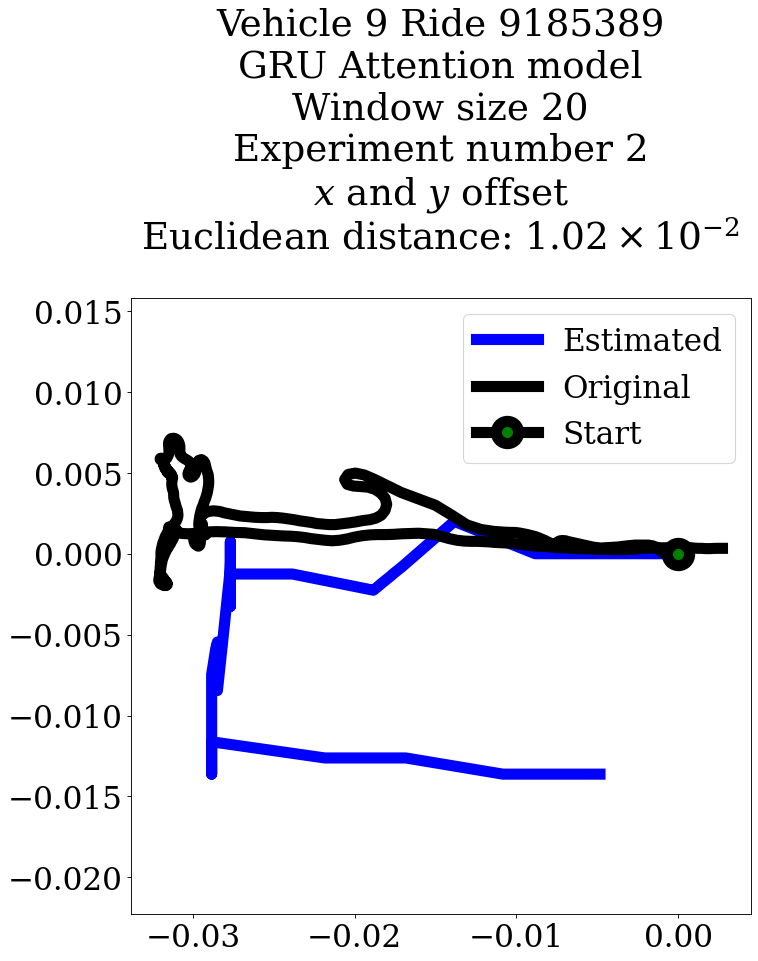 Vehicle 9 Ride 9185389
GRU Attention model
Window size 20
Experiment number 2
x and y offset
Euclidean distance: 1.02 × 10⁻²
0.015
Estimated
0.010
Original
0.005
Start
0.000
−0.005
−0.010
−0.015
−0.020
−0.03 −0.02 −0.01 0.00